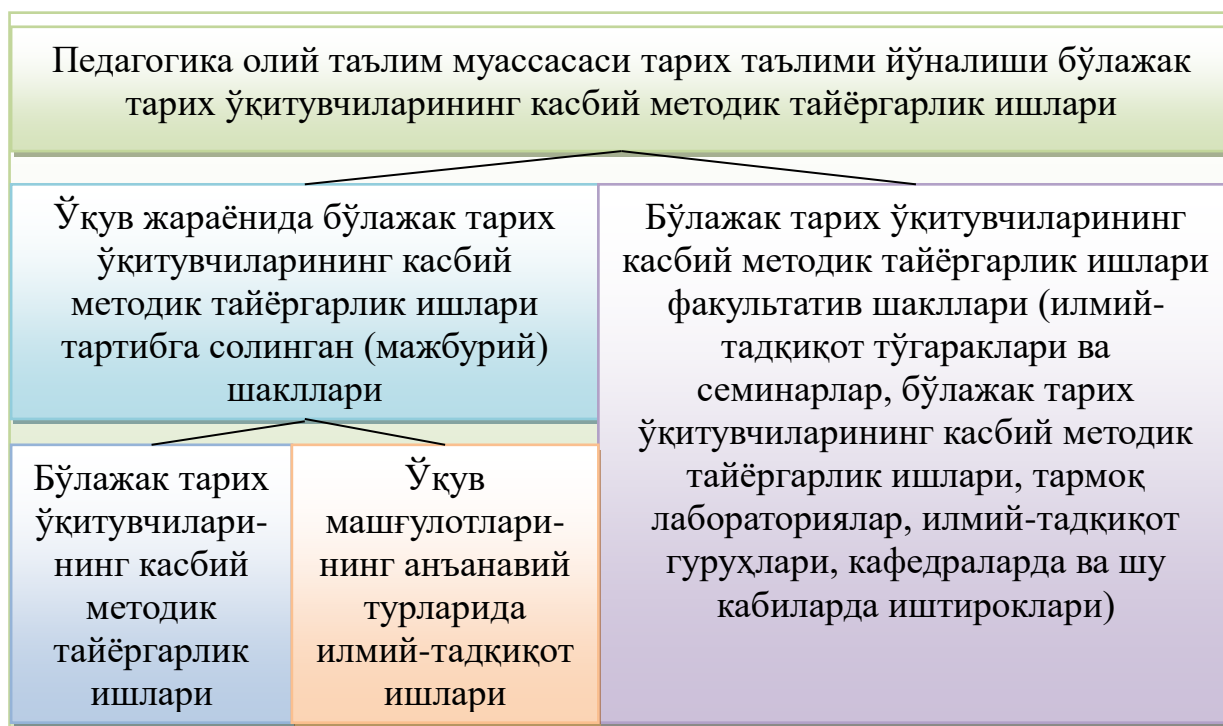 Педагогика олий таълим муассасаси тарих таълими йўналиши бўлажак
тарих ўқитувчиларининг касбий методик тайёргарлик ишлари
Ўқув жараёнида бўлажак тарих
ўқитувчиларининг касбий
методик тайёргарлик ишлари
тартибга солинган (мажбурий)
шакллари
Бўлажак тарих ўқитувчиларининг
касбий методик тайёргарлик ишлари
факультатив шакллари (илмий-
тадқиқот тўгараклари ва
семинарлар, бўлажак тарих
ўқитувчиларининг касбий методик
тайёргарлик ишлари, тармоқ
лабораториялар, илмий-тадқиқот
гуруҳлари, кафедраларда ва шу
кабиларда иштироклари)
Бўлажак тарих
ўқитувчилари-
нинг касбий
методик
тайёргарлик
ишлари
Ўқув
машғулотлари-
нинг анъанавий
турларида
илмий-тадқиқот
ишлари